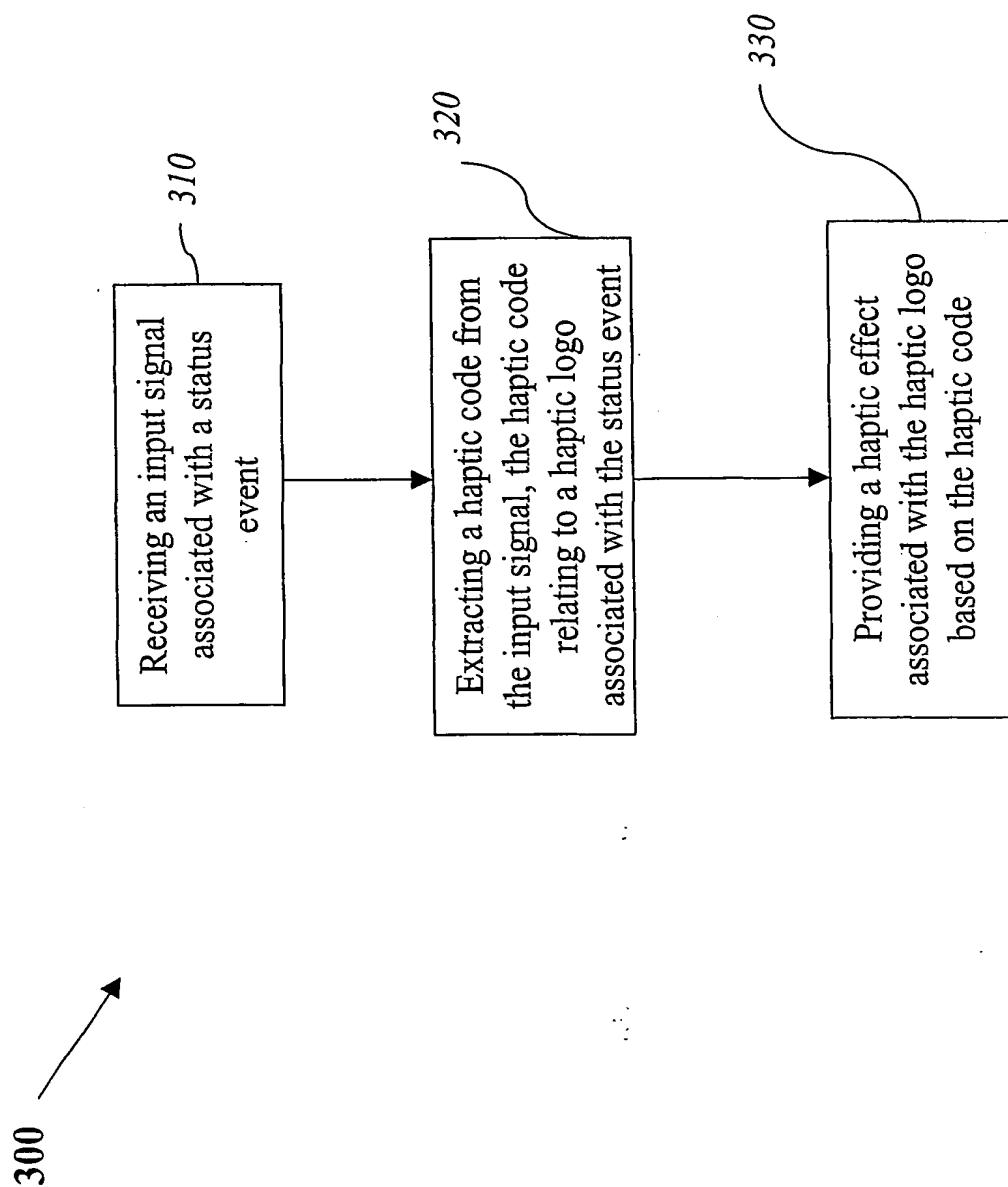 300
Receiving an input signal
associated with a status
event
310
Extracting a haptic code from
the input signal, the haptic code
relating to a haptic logo
associated with the status event
320
Providing a haptic effect
associated with the haptic logo
based on the haptic code
330